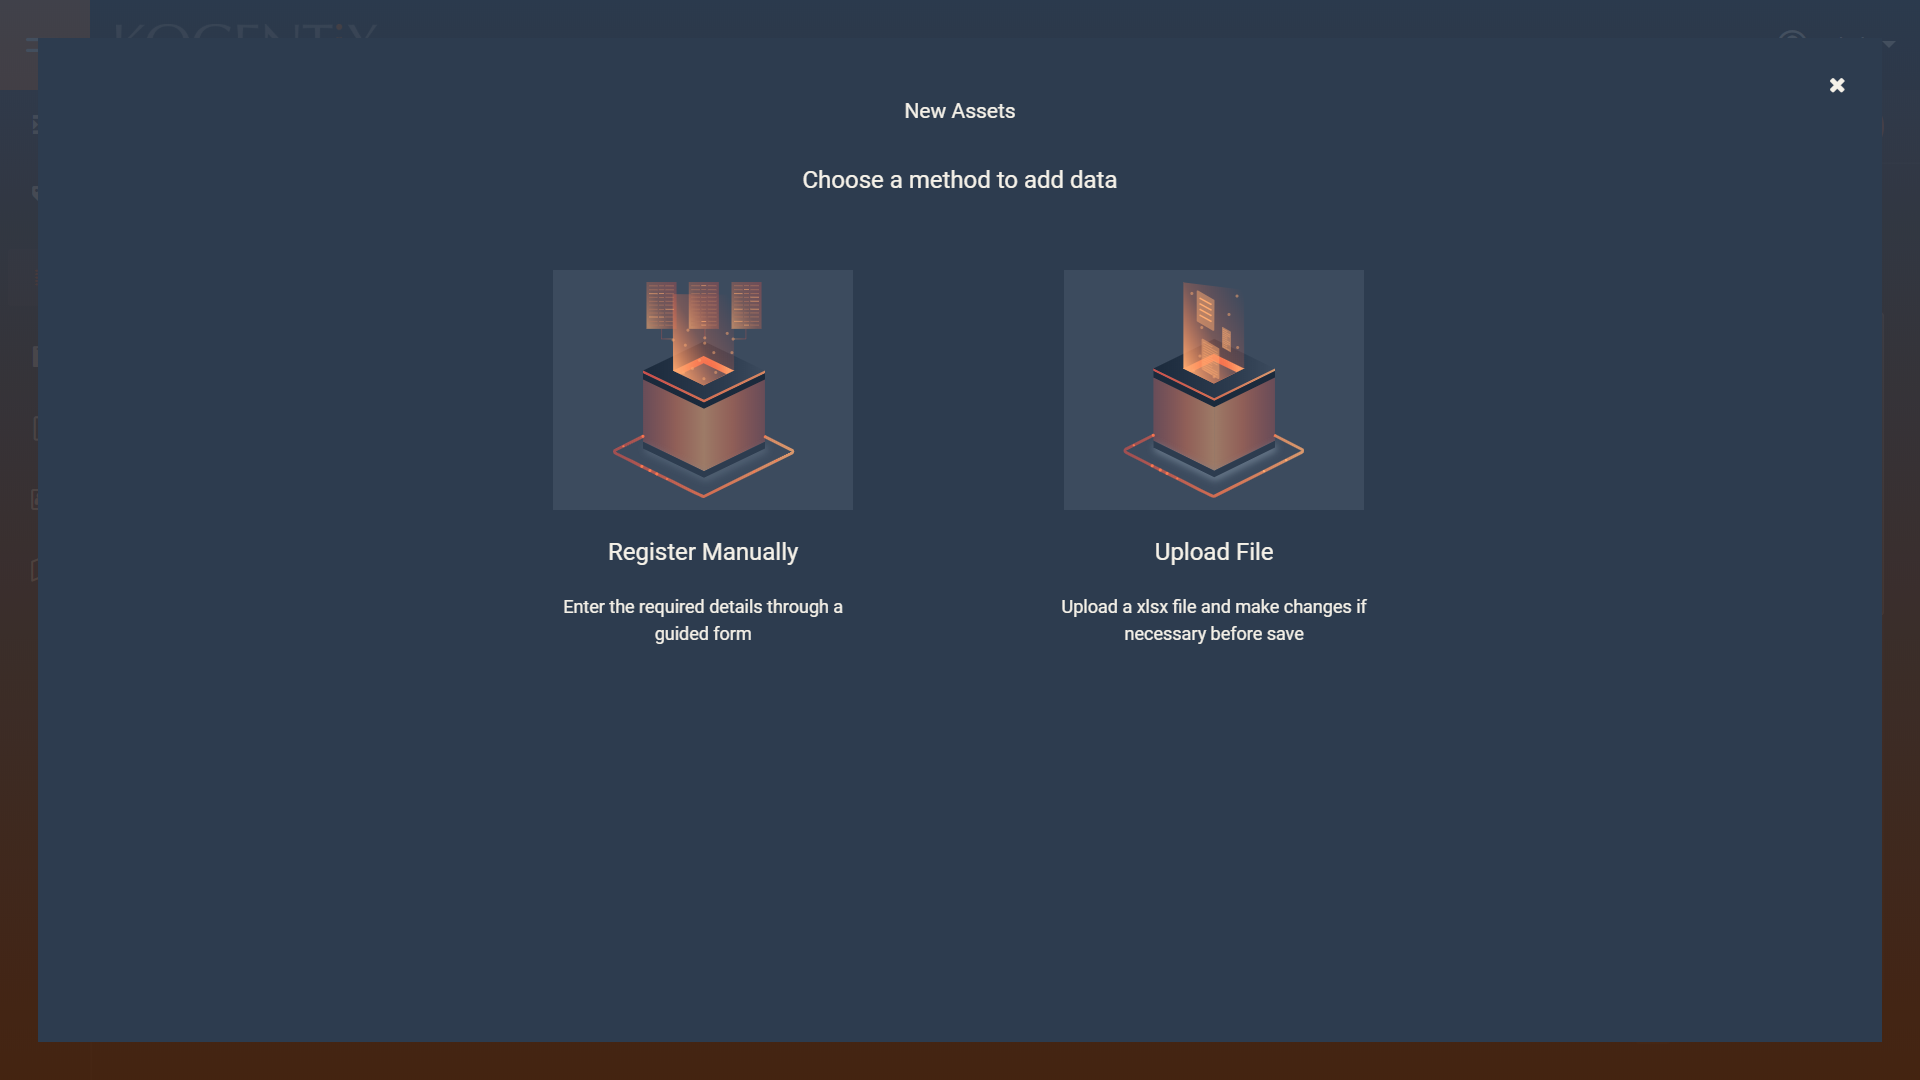 KOGENTiX
New Assets
Choose a method to add data
Register Manually
Upload File
Enter the required details through a
guided form
Upload a xlsx file and make changes if
necessary before save